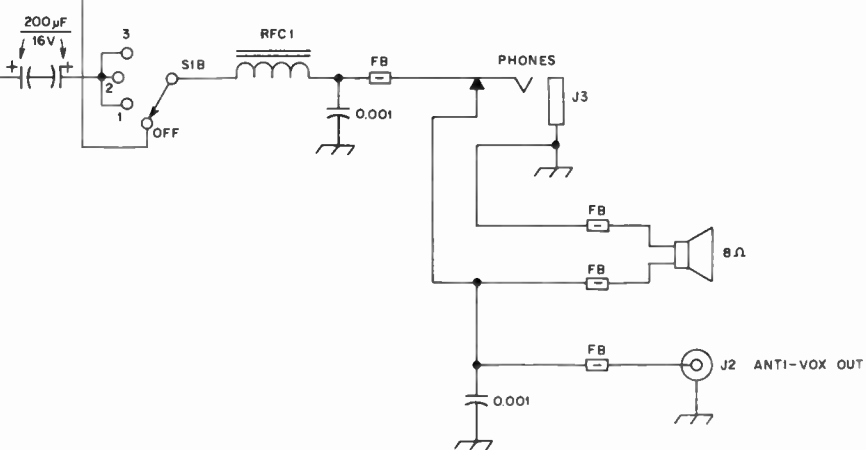 200µF
16V
+
+
3
2
1
S1B
OFF
RFC1
0.001
FB
PHONES
J3
FB
8Ω
FB
FB
J2 ANTI-VOX OUT
0.001